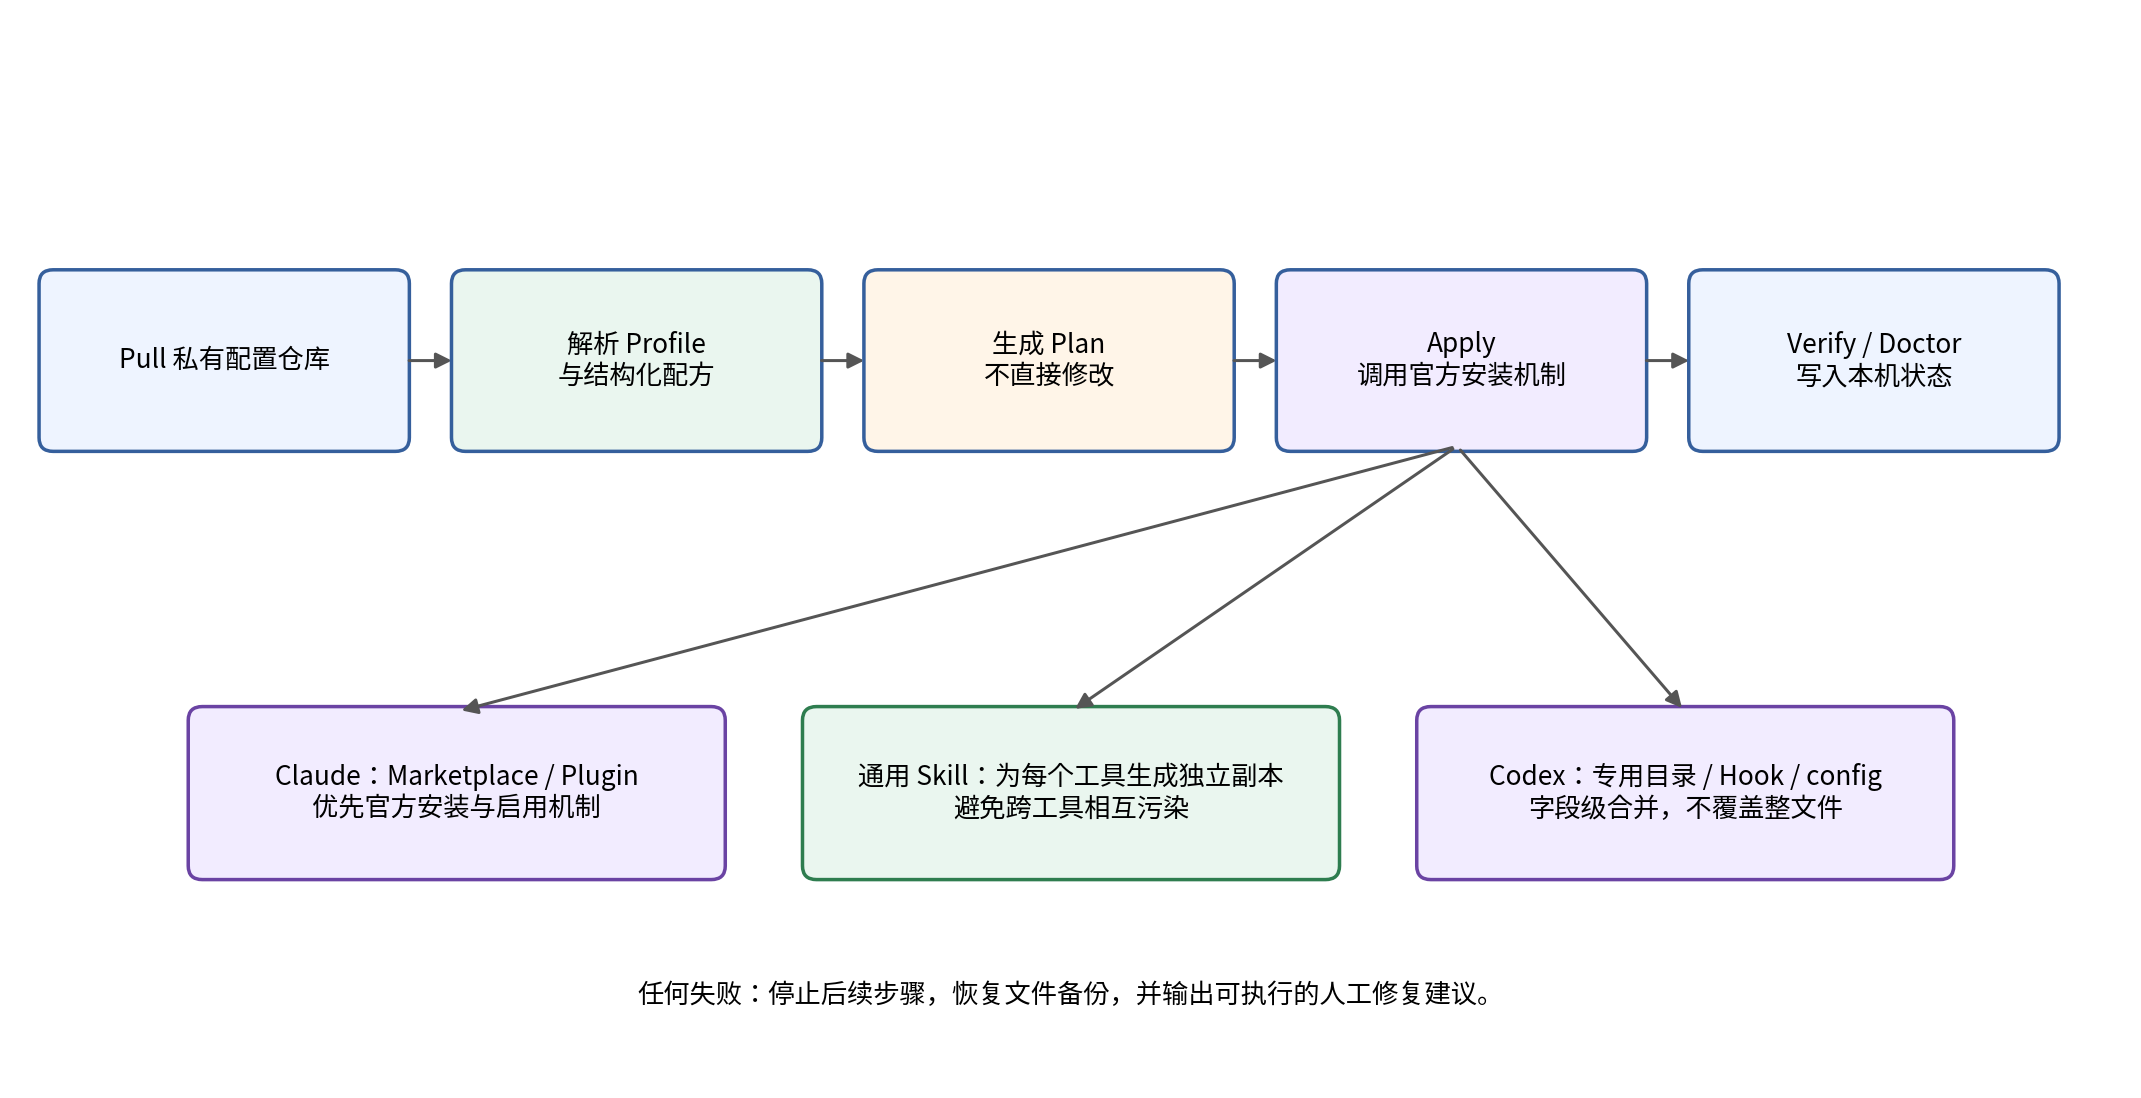 Pull 私有配置仓库
解析 Profile
与结构化配方
生成 Plan
不直接修改
Apply
调用官方安装机制
Verify / Doctor
写入本机状态
Claude：Marketplace / Plugin
优先官方安装与启用机制
通用 Skill：为每个工具生成独立副本
避免跨工具相互污染
Codex：专用目录 / Hook / config
字段级合并，不覆盖整文件
任何失败：停止后续步骤，恢复文件备份，并输出可执行的人工修复建议。